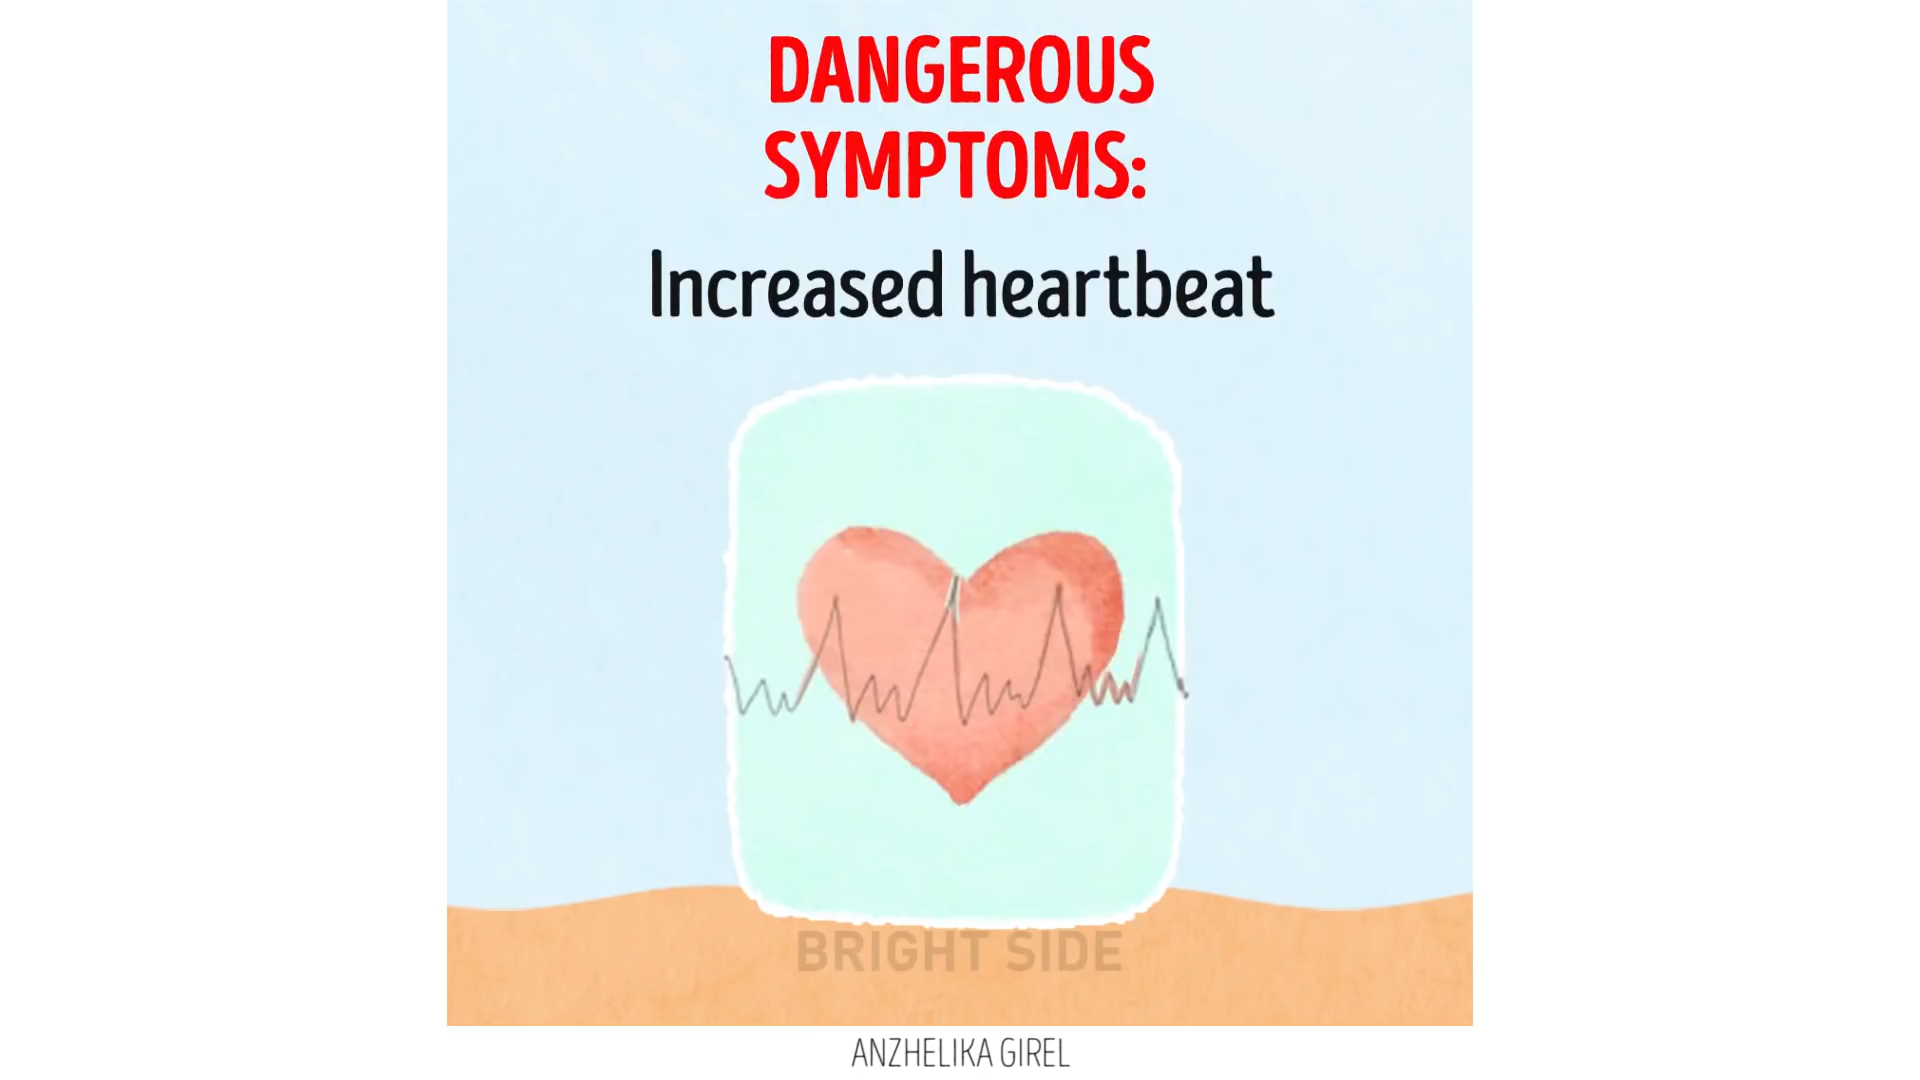 DANGEROUS
SYMPTOMS:
Increased heartbeat
BRIGHT SIDE
ANZHELIKA GIREL